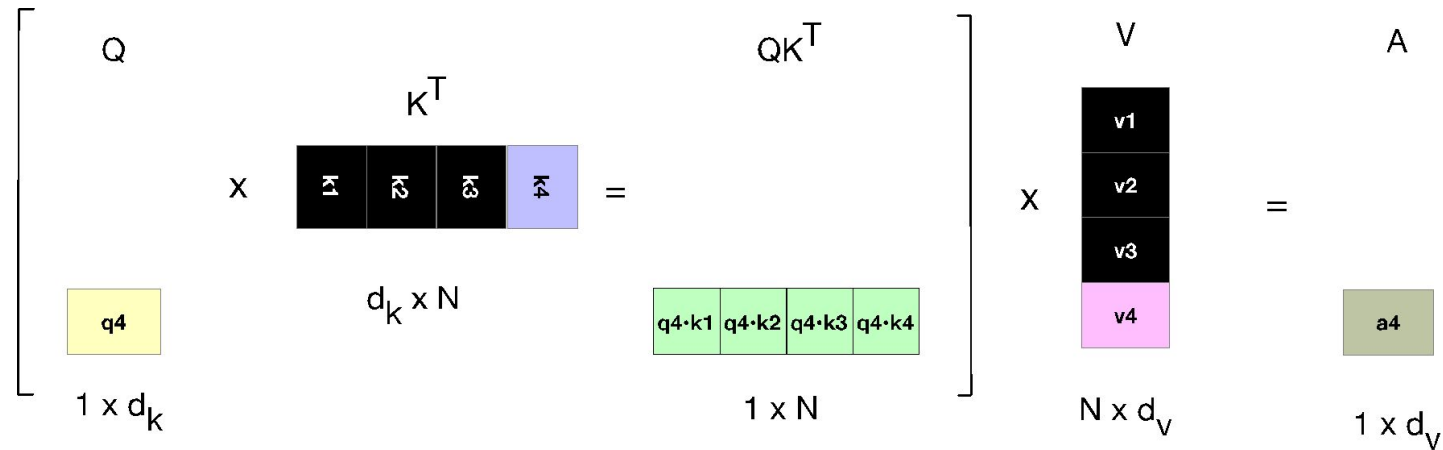 Q
K^T
QK^T
V
A
x
k1 k2 k3 k4
=
x
v1
v2
v3
v4
=
q4
d_k x N
q4·k1 q4·k2 q4·k3 q4·k4
a4
1 x d_k
1 x N
N x d_v
1 x d_v